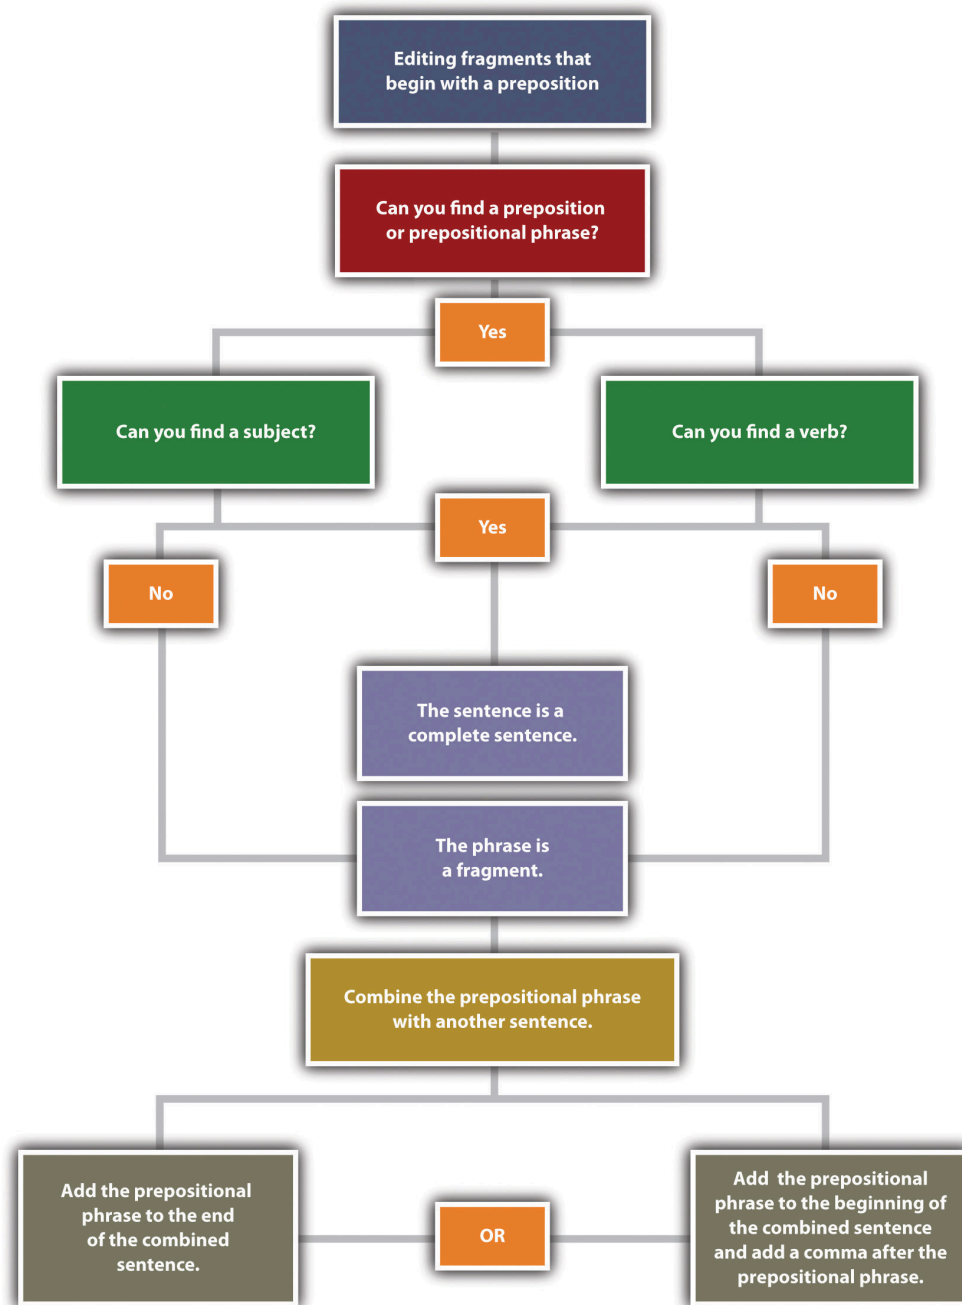 Editing fragments that
begin with a preposition
Can you find a preposition
or prepositional phrase?
Yes
Can you find a subject?
Can you find a verb?
Yes
No
No
The sentence is a
complete sentence.
The phrase is
a fragment.
Combine the prepositional phrase
with another sentence.
Add the prepositional
phrase to the end
of the combined
sentence.
OR
Add the prepositional
phrase to the beginning of
the combined sentence
and add a comma after the
prepositional phrase.